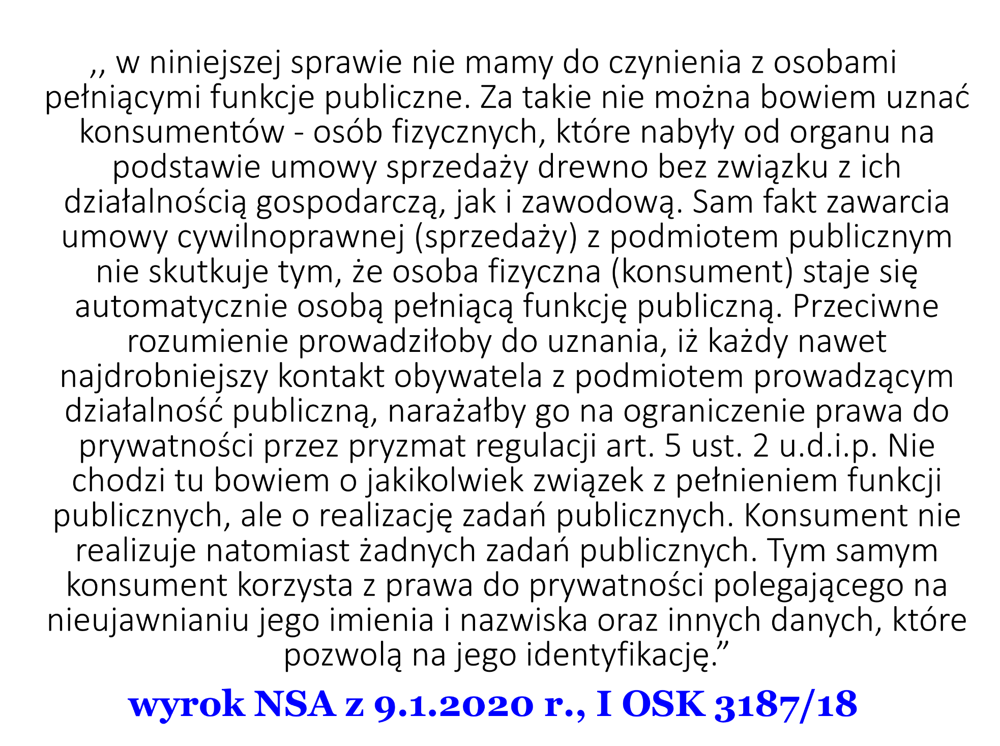 ,, w niniejszej sprawie nie mamy do czynienia z osobami
pełniącymi funkcje publiczne. Za takie nie można bowiem uznać
konsumentów - osób fizycznych, które nabyły od organu na
podstawie umowy sprzedaży drewno bez związku z ich
działalnością gospodarczą, jak i zawodową. Sam fakt zawarcia
umowy cywilnoprawnej (sprzedaży) z podmiotem publicznym
nie skutkuje tym, że osoba fizyczna (konsument) staje się
automatycznie osobą pełniącą funkcję publiczną. Przeciwne
rozumienie prowadziłoby do uznania, iż każdy nawet
najdrobniejszy kontakt obywatela z podmiotem prowadzącym
działalność publiczną, narażałby go na ograniczenie prawa do
prywatności przez pryzmat regulacji art. 5 ust. 2 u.d.i.p. Nie
chodzi tu bowiem o jakikolwiek związek z pełnieniem funkcji
publicznych, ale o realizację zadań publicznych. Konsument nie
realizuje natomiast żadnych zadań publicznych. Tym samym
konsument korzysta z prawa do prywatności polegającego na
nieujawnianiu jego imienia i nazwiska oraz innych danych, które
pozwolą na jego identyfikację.”
wyrok NSA z 9.1.2020 r., I OSK 3187/18